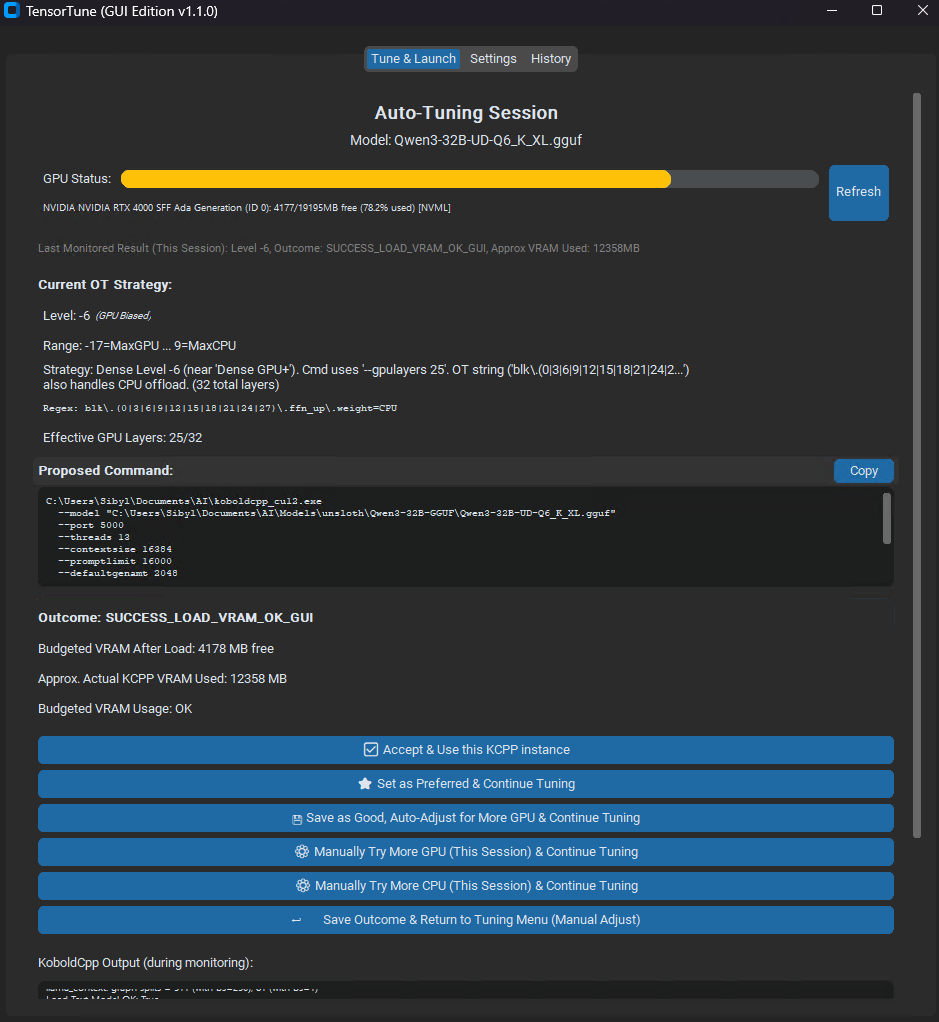 TensorTune (GUI Edition v1.1.0)
Tune & Launch Settings History
Auto-Tuning Session
Model: Qwen3-32B-UD-Q6_K_XL.gguf
GPU Status:
Refresh
NVIDIA NVIDIA RTX 4000 SFF Ada Generation (ID 0): 4177/19195MB free (78.2% used) [NVML]
Last Monitored Result (This Session): Level -6, Outcome: SUCCESS_LOAD_VRAM_OK_GUI, Approx VRAM Used: 12358MB
Current OT Strategy:
Level: -6 (GPU Biased)
Range: -17=MaxGPU ... 9=MaxCPU
Strategy: Dense Level -6 (near 'Dense GPU+'). Cmd uses '--gpulayers 25'. OT string ('blk\.(0|3|6|9|12|15|18|21|24|2...')
also handles CPU offload. (32 total layers)
Regex: blk\.(0|3|6|9|12|15|18|21|24|27)\.ffn_up\.weight=CPU
Effective GPU Layers: 25/32
Proposed Command:
Copy
C:\Users\Sibyl\Documents\AI\koboldcpp_cu12.exe
--model "C:\Users\Sibyl\Documents\AI\Models\unsloth\Qwen3-32B-GGUF\Qwen3-32B-UD-Q6_K_XL.gguf"
--port 5000
--threads 13
--contextsize 16384
--promptlimit 16000
--defaultgenamt 2048
Outcome: SUCCESS_LOAD_VRAM_OK_GUI
Budgeted VRAM After Load: 4178 MB free
Approx. Actual KCPP VRAM Used: 12358 MB
Budgeted VRAM Usage: OK
Accept & Use this KCPP instance
Set as Preferred & Continue Tuning
Save as Good, Auto-Adjust for More GPU & Continue Tuning
Manually Try More GPU (This Session) & Continue Tuning
Manually Try More CPU (This Session) & Continue Tuning
Save Outcome & Return to Tuning Menu (Manual Adjust)
KoboldCpp Output (during monitoring):